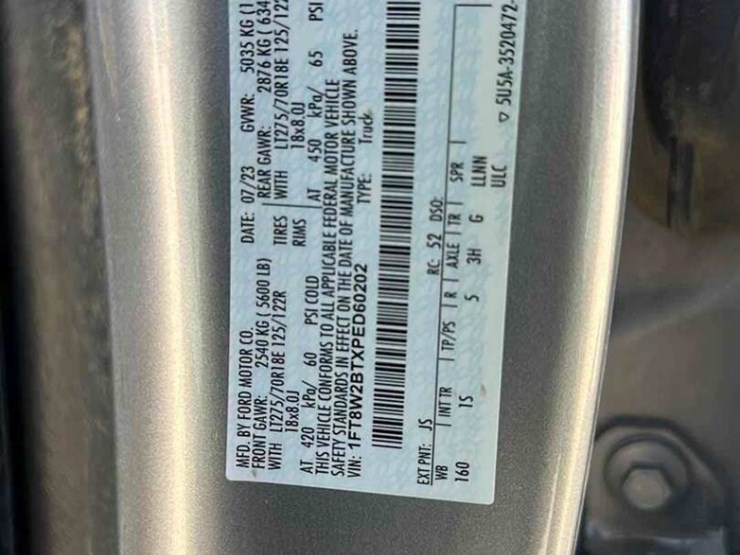 MFD. BY FORD MOTOR CO.
DATE: 07/23 GVWR: 5035 KG (1
FRONT GAWR: 2540 KG ( 5600 LB) REAR GAWR: 2876 KG ( 634
WITH LT275/70R18E 125/122R TIRES WITH LT275/70R18E 125/122
18x8.0J RIMS 18x8.0J
AT 420 kPa/ 60 PSI COLD AT 450 kPa/ 65 PSI
THIS VEHICLE CONFORMS TO ALL APPLICABLE FEDERAL MOTOR VEHICLE
SAFETY STANDARDS IN EFFECT ON THE DATE OF MANUFACTURE SHOWN ABOVE.
VIN: 1FT8W2BTXPED60202 TYPE: Truck
EXT PNT: JS RC: 52 DSO:
WB INT TR TP/PS R AXLE TR SPR
160 1S 5 3H G LLNN
ULC 5U5A-3520472-